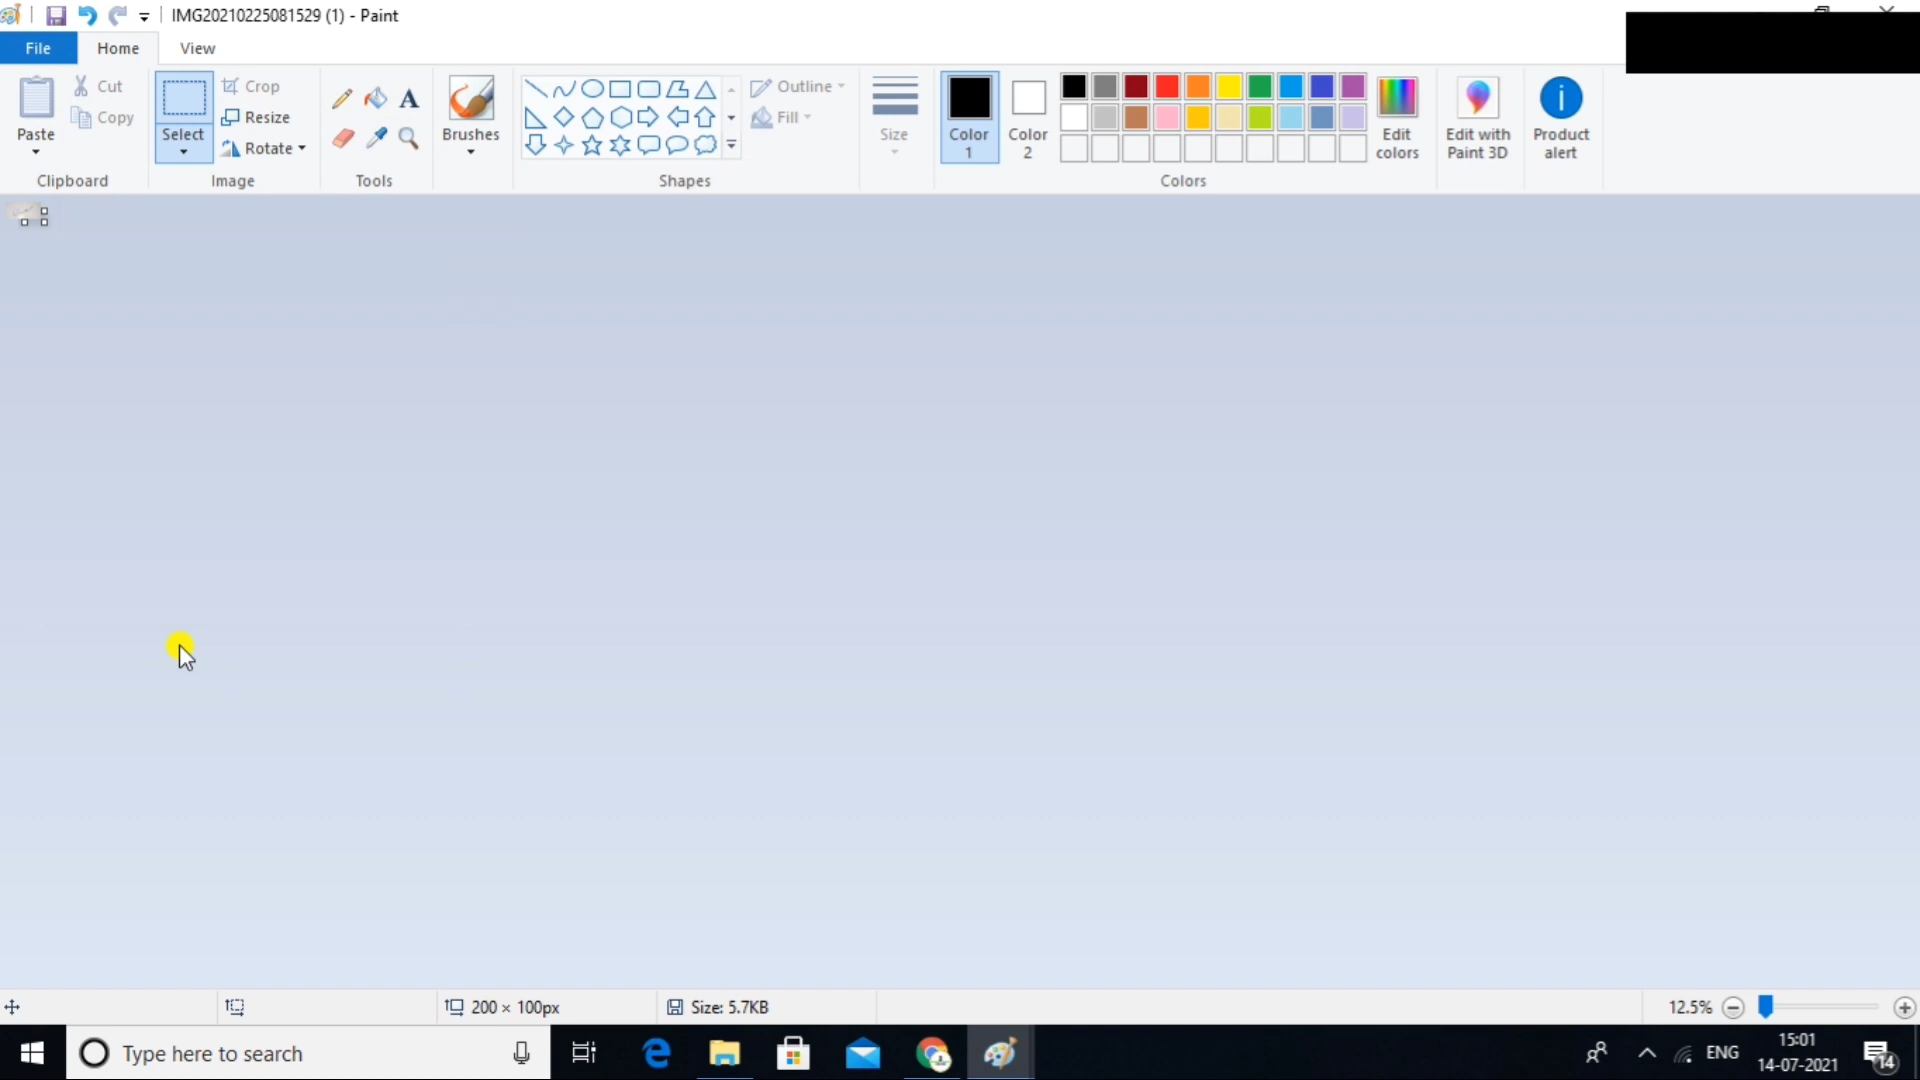 IMG20210225081529 (1) - Paint
File Home View
Paste
Cut
Copy
Clipboard
Select
Crop
Resize
Rotate
Image
A
Tools
Brushes
Outline
Fill
Shapes
Size
Color
1
Color
2
Edit
colors
Colors
Edit with
Paint 3D
i
Product
alert
200 × 100px
Size: 5.7KB
12.5%
Type here to search
ENG
15:01
14-07-2021
14